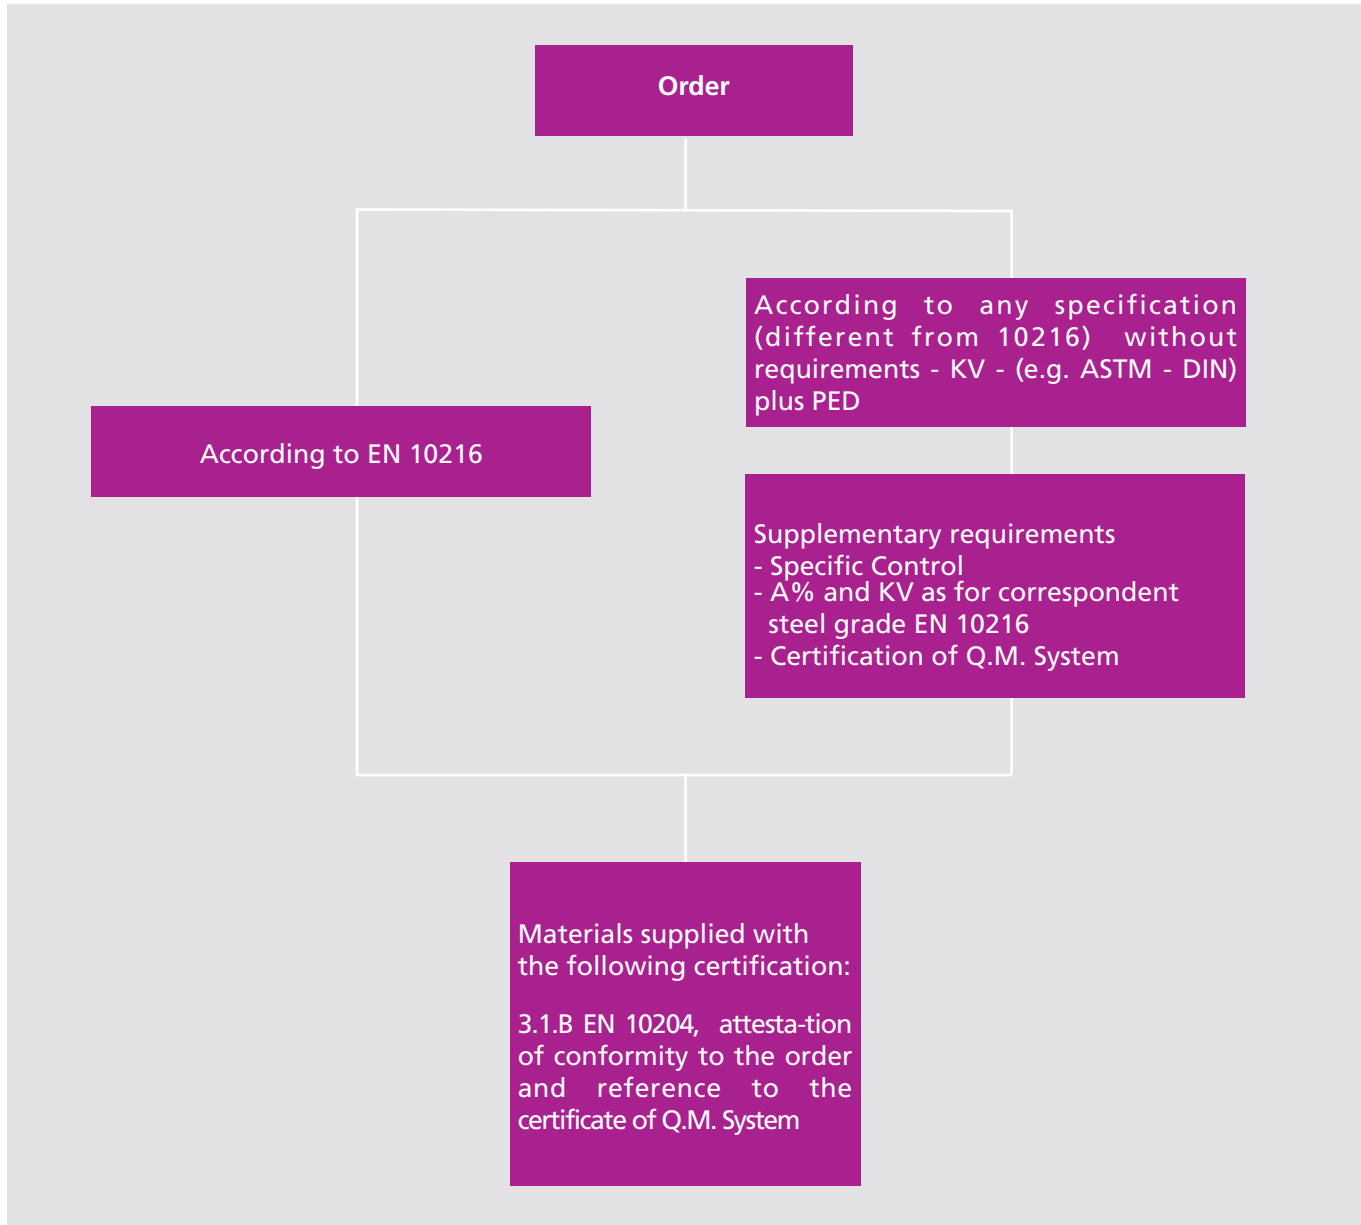 Order
According to any specification
(different from 10216) without
requirements - KV - (e.g. ASTM - DIN)
plus PED
According to EN 10216
Supplementary requirements
- Specific Control
- A% and KV as for correspondent
steel grade EN 10216
- Certification of Q.M. System
Materials supplied with
the following certification:
3.1.B EN 10204, attesta-tion
of conformity to the order
and reference to the
certificate of Q.M. System